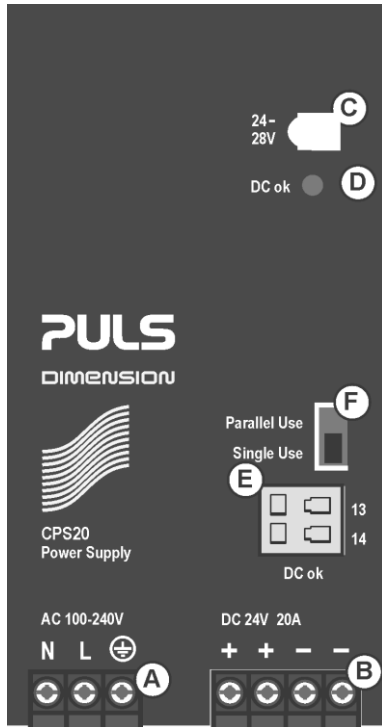 C
24-
28V
DC ok D
PULS
DIMENSION
F
Parallel Use
Single Use
E
13
14
CPS20
Power Supply
DC ok
AC 100-240V
DC 24V 20A
N L
+ + - -
A
B